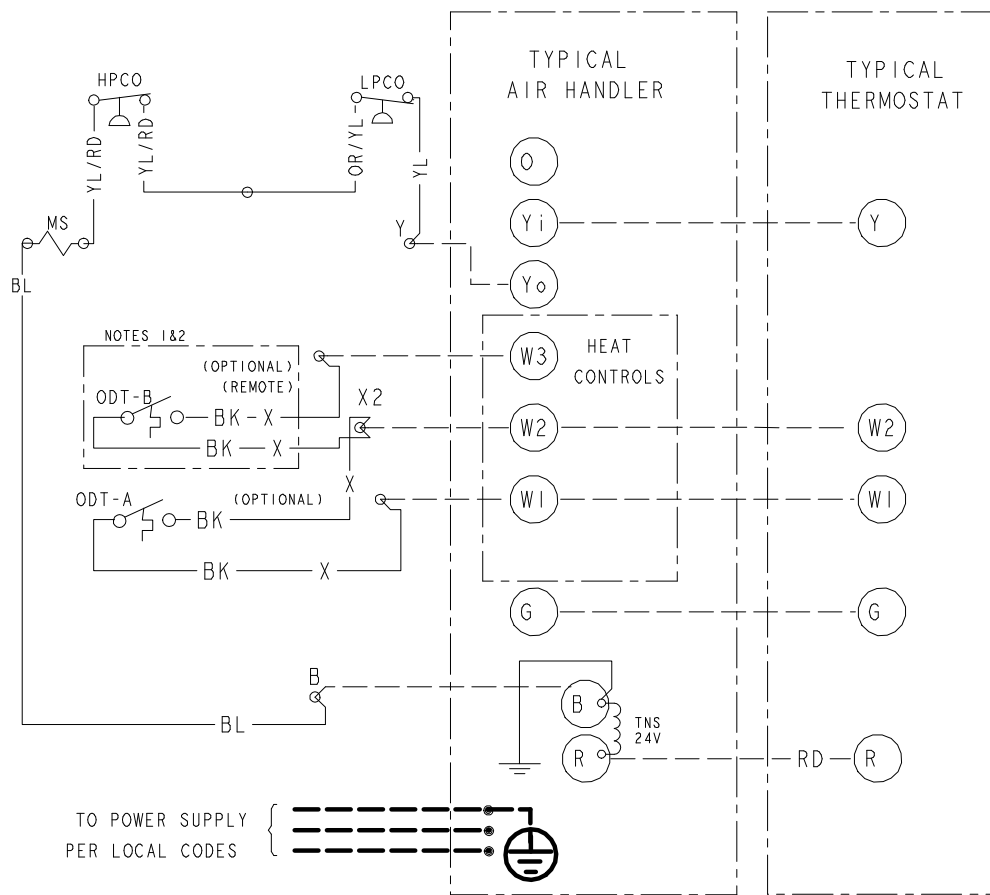 TYPICAL
AIR HANDLER
TYPICAL
THERMOSTAT
HPCO
LPCO
YL/RD
YL/RD
OR/YL
YL
O
MS
Y
Yi
Y
BL
Yo
NOTES 1&2
(OPTIONAL)
(REMOTE)
W3
HEAT
CONTROLS
ODT-B
X2
BK-X
W2
W2
BK
X
X
ODT-A
(OPTIONAL)
W1
W1
BK
BK
X
G
G
B
B
BL
TNS
24V
R
RD
R
TO POWER SUPPLY
PER LOCAL CODES